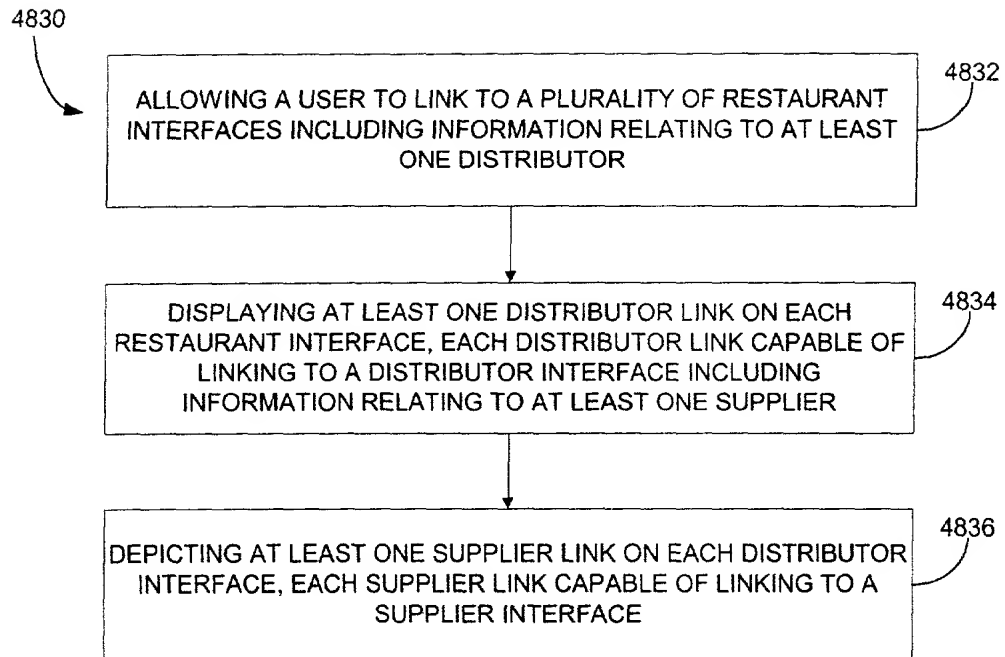 4830
4832
ALLOWING A USER TO LINK TO A PLURALITY OF RESTAURANT
INTERFACES INCLUDING INFORMATION RELATING TO AT LEAST
ONE DISTRIBUTOR
4834
DISPLAYING AT LEAST ONE DISTRIBUTOR LINK ON EACH
RESTAURANT INTERFACE, EACH DISTRIBUTOR LINK CAPABLE OF
LINKING TO A DISTRIBUTOR INTERFACE INCLUDING
INFORMATION RELATING TO AT LEAST ONE SUPPLIER
4836
DEPICTING AT LEAST ONE SUPPLIER LINK ON EACH DISTRIBUTOR
INTERFACE, EACH SUPPLIER LINK CAPABLE OF LINKING TO A
SUPPLIER INTERFACE